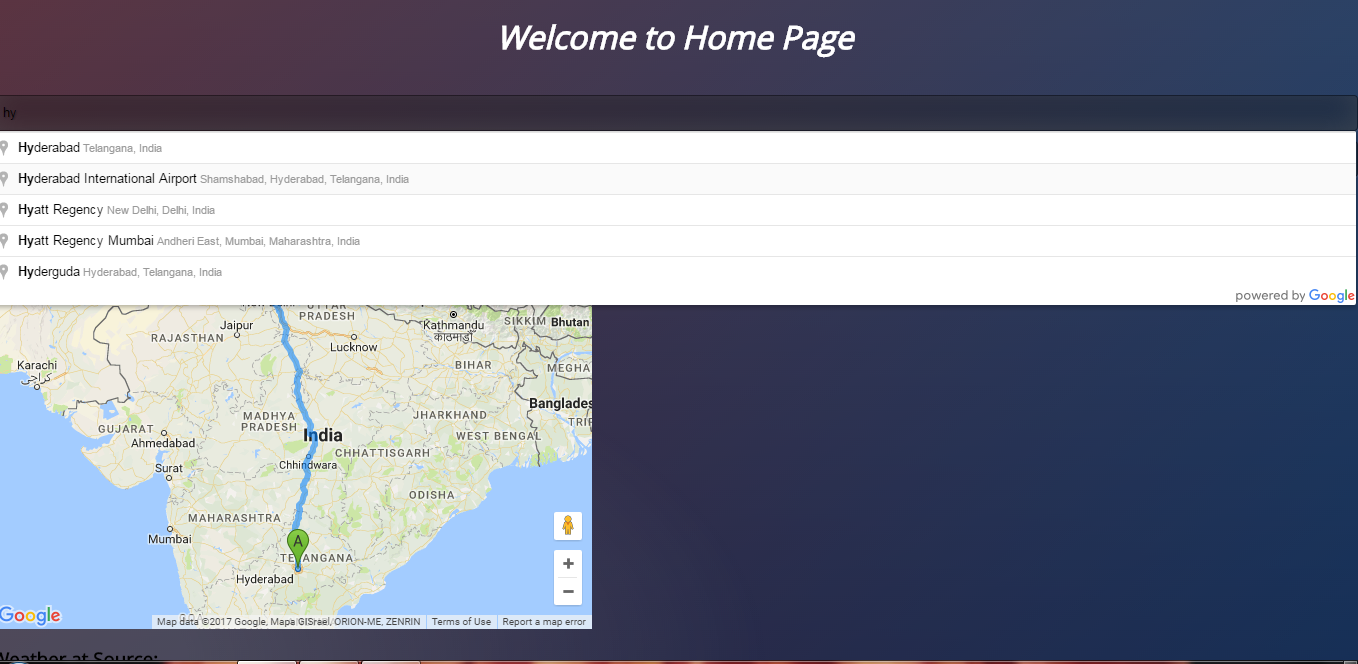 Welcome to Home Page
hy
Hyderabad Telangana, India
Hyderabad International Airport Shamshabad, Hyderabad, Telangana, India
Hyatt Regency New Delhi, Delhi, India
Hyatt Regency Mumbai Andheri East, Mumbai, Maharashtra, India
Hyderguda Hyderabad, Telangana, India
powered by Google
New Delhi
UTTAR
PRADESH
Jaipur
RAJASTHAN
Lucknow
Kathmandu
काठमाडौं
SIKKIM
Bhutan
Karachi
کراچی
BIHAR
MEGHA
Banglades
MADHYA
PRADESH
JHARKHAND
TRIP
GUJARAT
Ahmedabad
India
WEST BENGAL
CHHATTISGARH
Chhindwara
Surat
ODISHA
MAHARASHTRA
Mumbai
A
TELANGANA
Hyderabad
+
−
Google
Map data ©2017 Google, Mapa GISrael, ORION-ME, ZENRIN
Terms of Use
Report a map error
Weather at Source: